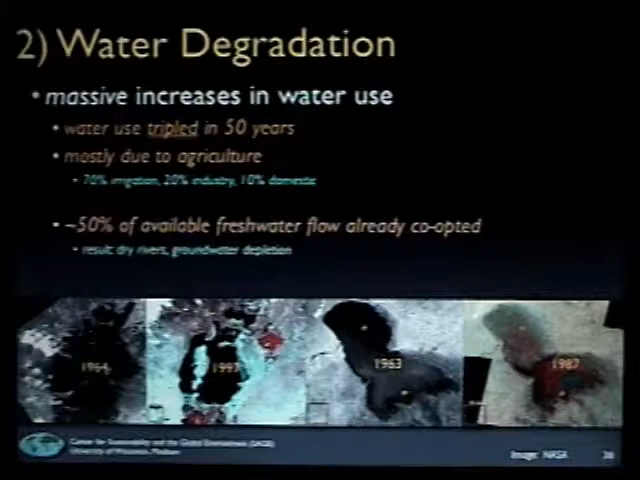 2) Water Degradation
• massive increases in water use
• water use tripled in 50 years
• mostly due to agriculture
• 70% irrigation, 20% industry, 10% domestic
• ~50% of available freshwater flow already co-opted
• result: dry rivers, groundwater depletion
1964 1997 1963 1987
Center for Sustainability and the Global Environment (SAGE)
University of Wisconsin, Madison
Image: NASA 36